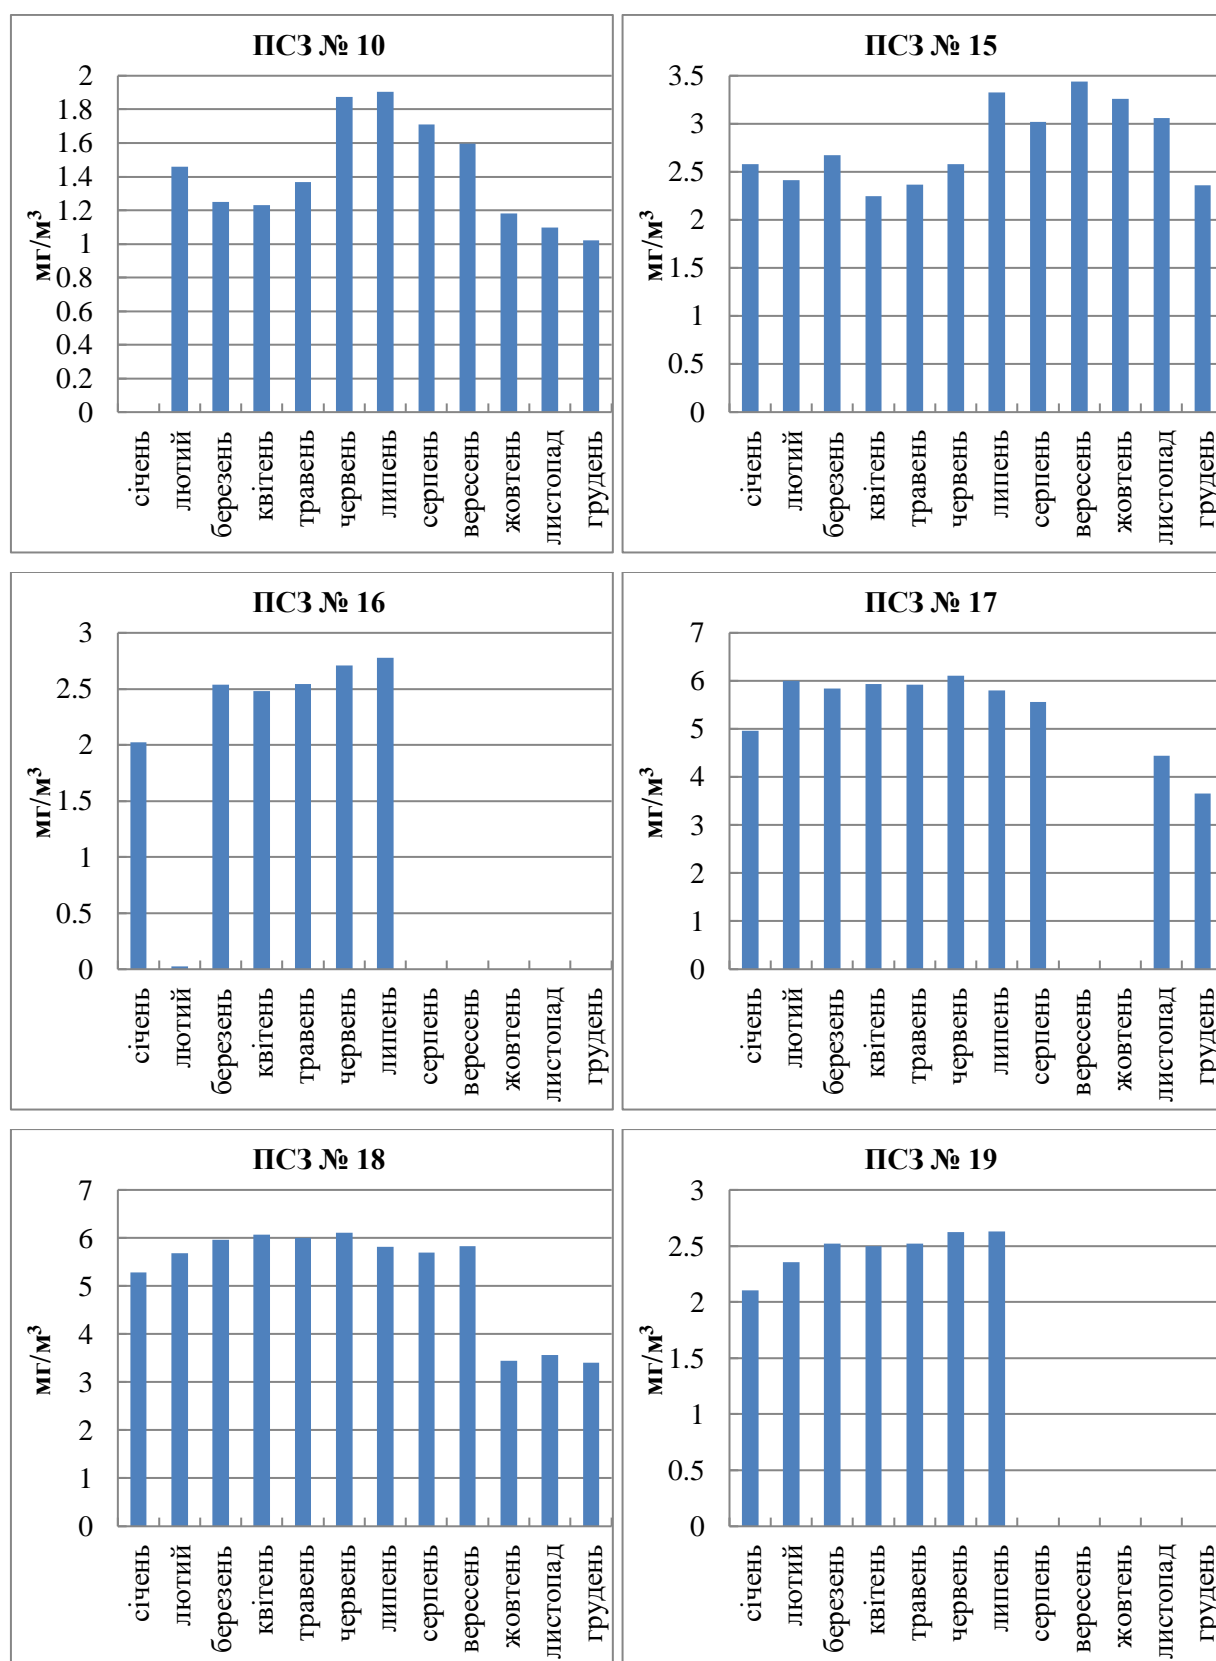 ПСЗ № 10
мг/м³
2
1.8
1.6
1.4
1.2
1
0.8
0.6
0.4
0.2
0
січень
лютий
березень
квітень
травень
червень
липень
серпень
вересень
жовтень
листопад
грудень
ПСЗ № 15
мг/м³
3.5
3
2.5
2
1.5
1
0.5
0
січень
лютий
березень
квітень
травень
червень
липень
серпень
вересень
жовтень
листопад
грудень
ПСЗ № 16
мг/м³
3
2.5
2
1.5
1
0.5
0
січень
лютий
березень
квітень
травень
червень
липень
серпень
вересень
жовтень
листопад
грудень
ПСЗ № 17
мг/м³
7
6
5
4
3
2
1
0
січень
лютий
березень
квітень
травень
червень
липень
серпень
вересень
жовтень
листопад
грудень
ПСЗ № 18
мг/м³
7
6
5
4
3
2
1
0
січень
лютий
березень
квітень
травень
червень
липень
серпень
вересень
жовтень
листопад
грудень
ПСЗ № 19
мг/м³
3
2.5
2
1.5
1
0.5
0
січень
лютий
березень
квітень
травень
червень
липень
серпень
вересень
жовтень
листопад
грудень